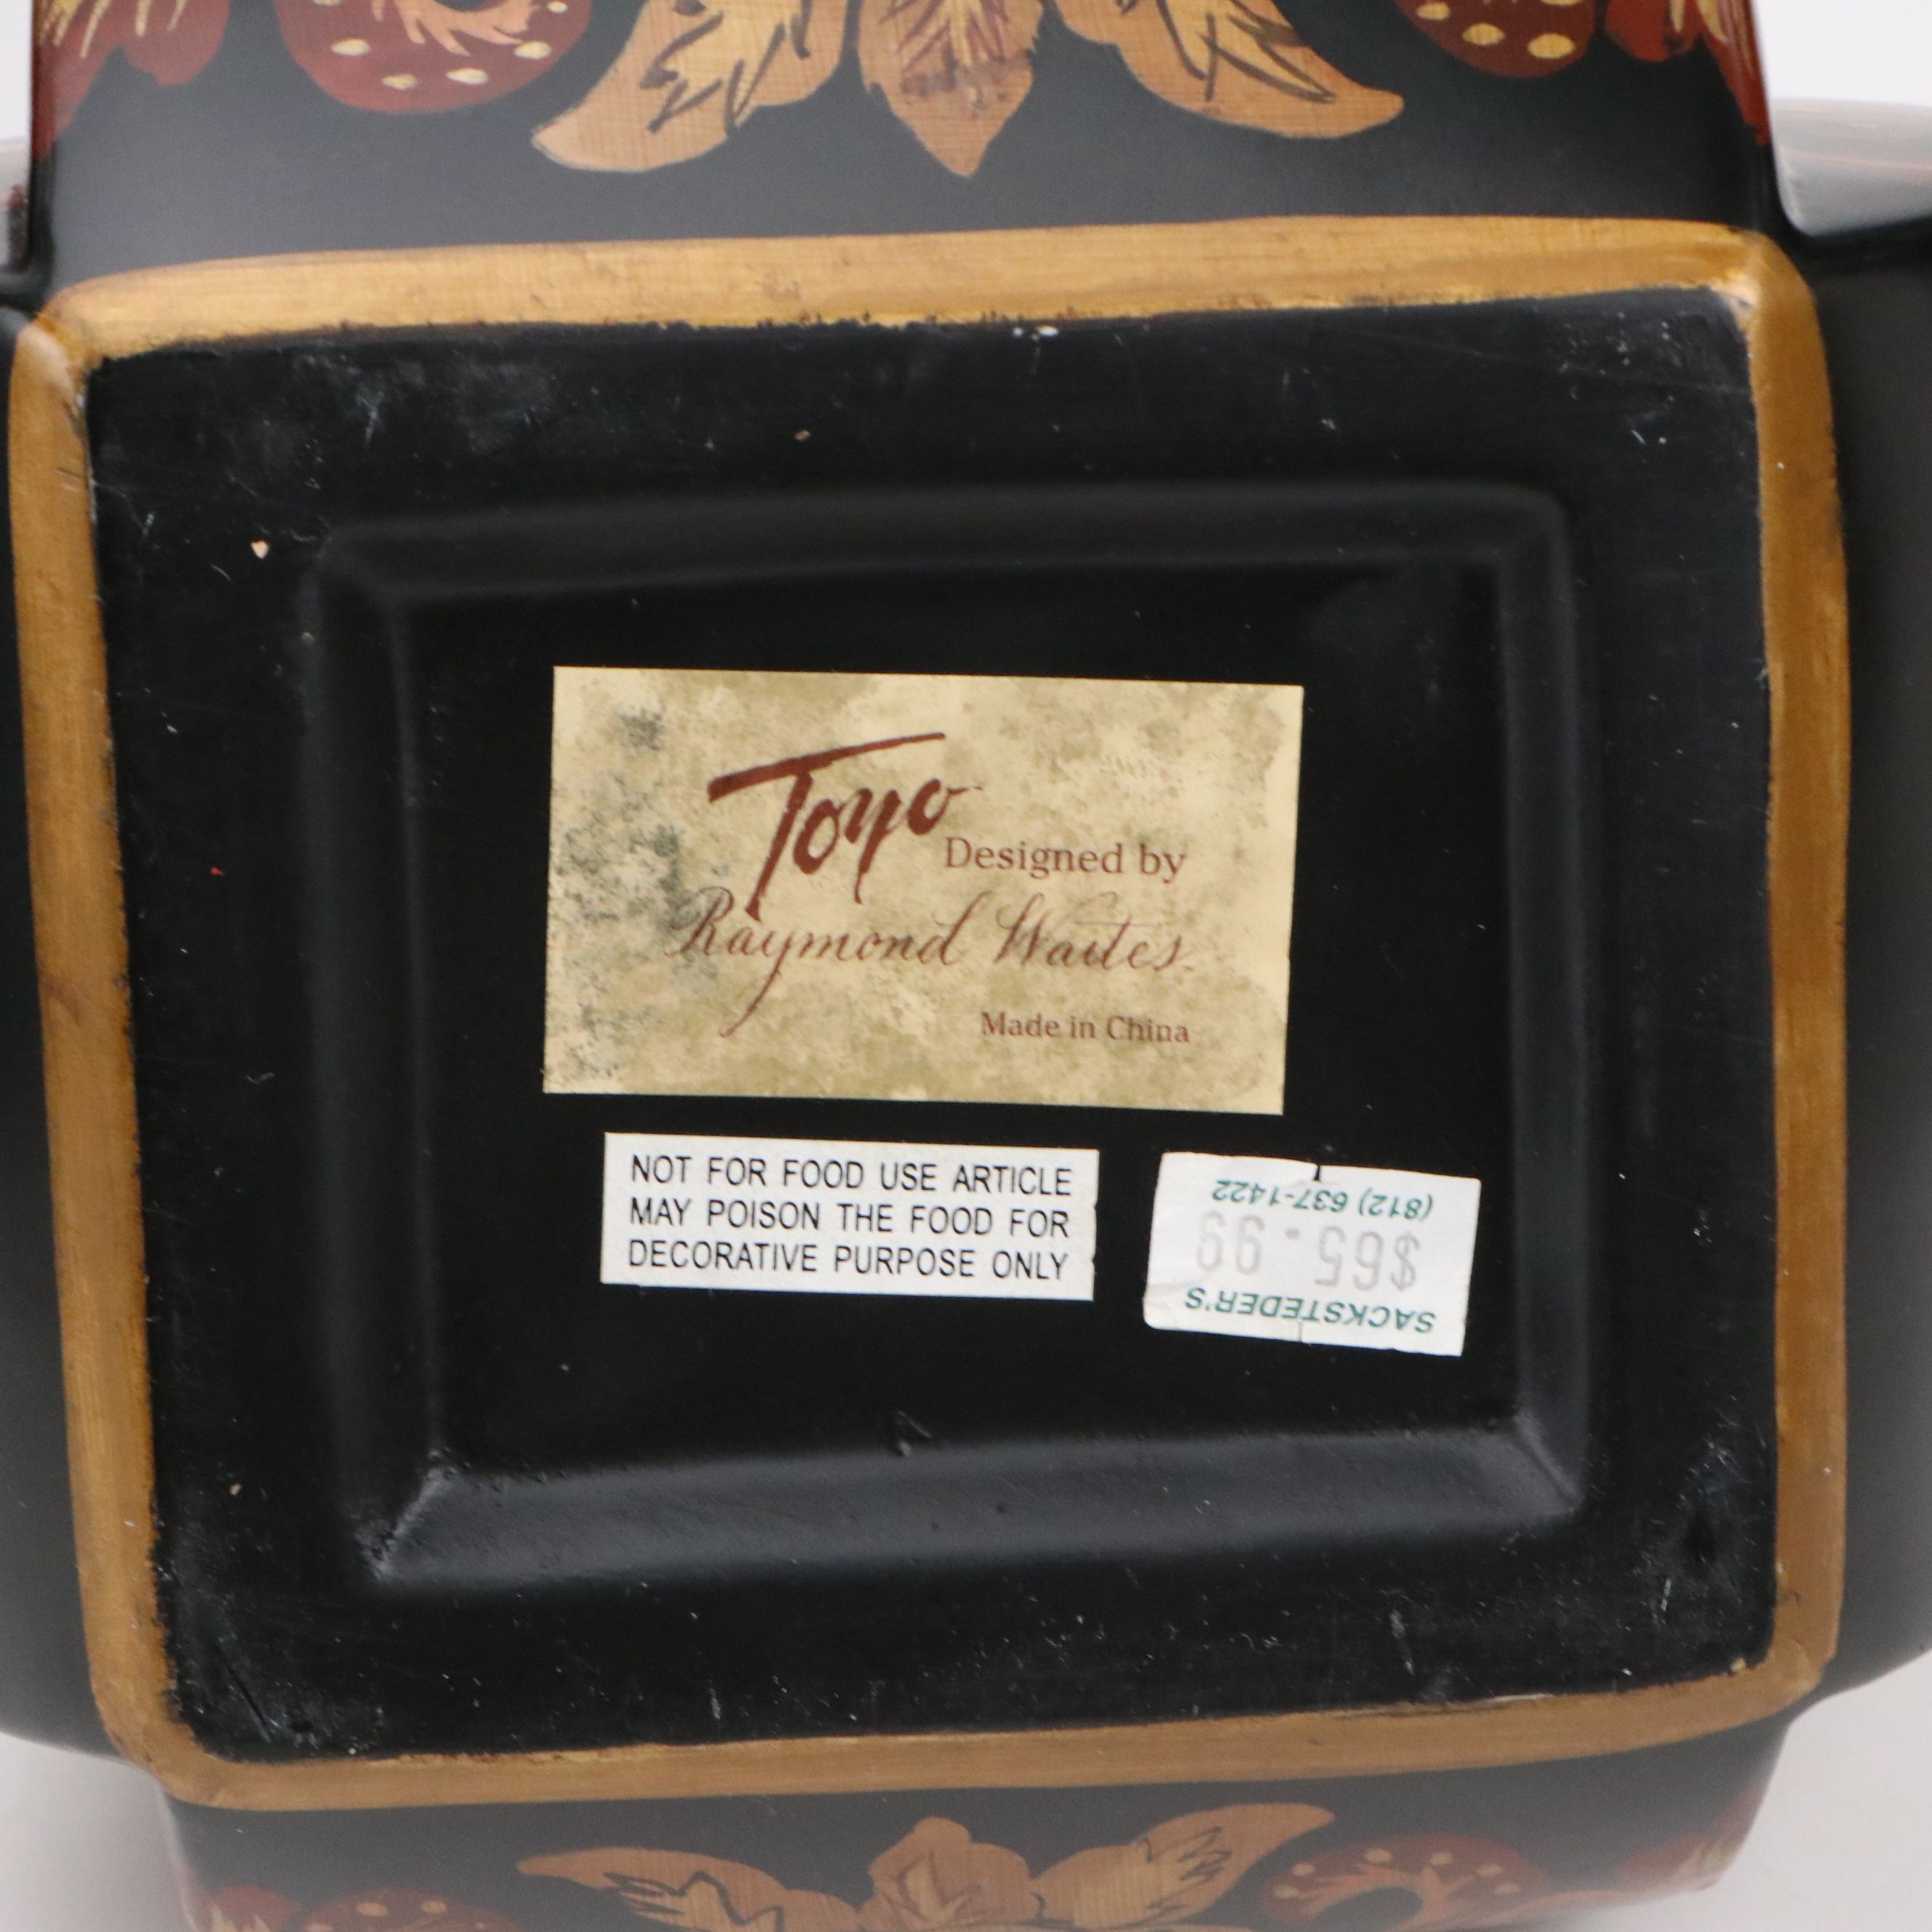 Toyo
Designed by
Raymond Waites
Made in China
NOT FOR FOOD USE ARTICLE
MAY POISON THE FOOD FOR
DECORATIVE PURPOSE ONLY
SACKSTEDER'S
$65.99
(812) 637-1422